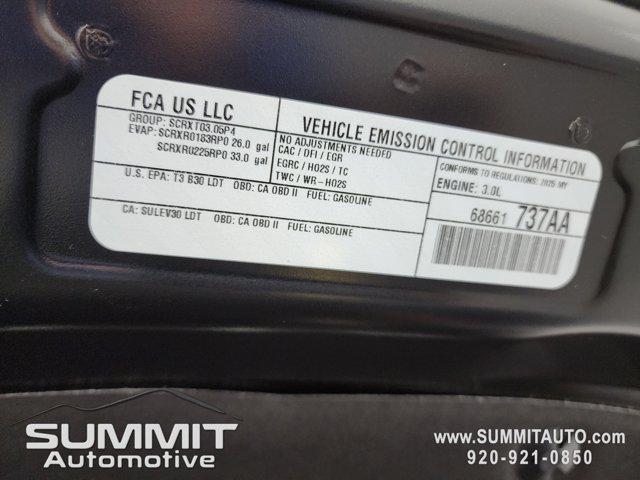 FCA US LLC
GROUP: SCRXT03.05P4
EVAP: SCRXR0183RP0 26.0 gal
SCRXR0225RP0 33.0 gal
U.S. EPA: T3 B30 LDT OBD: CA OBD II FUEL: GASOLINE
CA: SULEV30 LDT OBD: CA OBD II FUEL: GASOLINE
VEHICLE EMISSION CONTROL INFORMATION
NO ADJUSTMENTS NEEDED
CAC / DFI / EGR
EGRC / HO2S / TC
TWC / WR-HO2S
CONFORMS TO REGULATIONS: 2025 MY
ENGINE: 3.0L
68661 737AA
SUMMIT
Automotive
www.SUMMITAUTO.com
920-921-0850